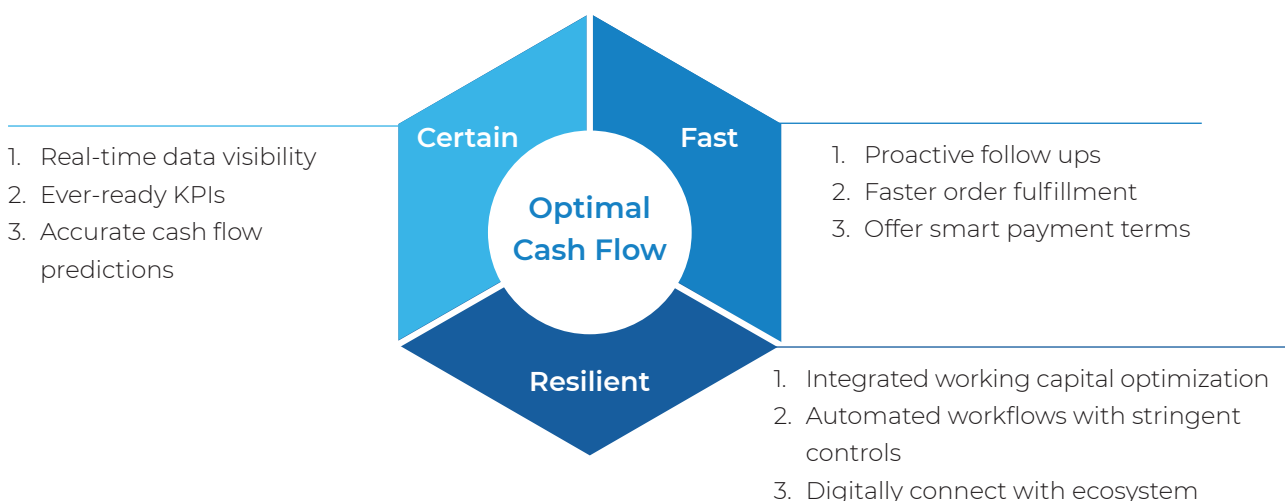 Certain
Fast
Optimal
Cash Flow
Resilient
1. Real-time data visibility
2. Ever-ready KPIs
3. Accurate cash flow
predictions
1. Proactive follow ups
2. Faster order fulfillment
3. Offer smart payment terms
1. Integrated working capital optimization
2. Automated workflows with stringent
controls
3. Digitally connect with ecosystem